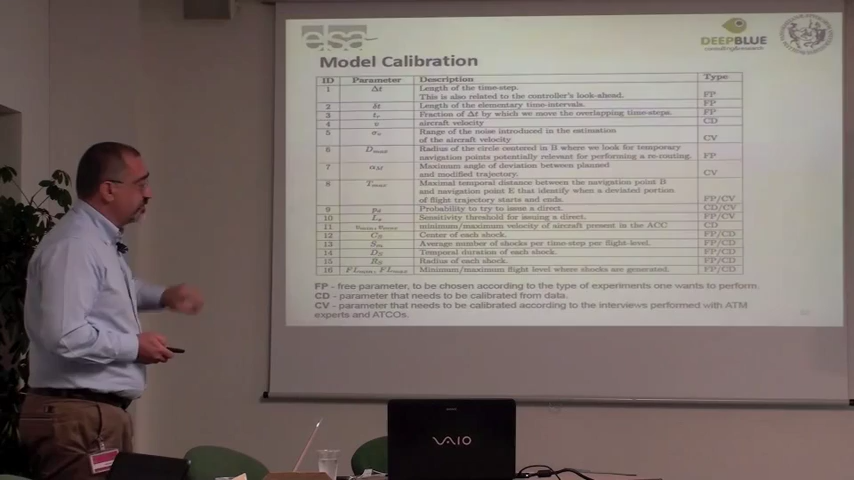 elsa
DEEPBLUE
consulting&research
Model Calibration
ID Parameter Description Type
1 Δt Length of the time-step.
This is also related to the controller's look-ahead. FP
2 δt Length of the elementary time-intervals. FP
3 Fraction of Δt by which we move the overlapping time-steps. FP
4 aircraft velocity CD
5 Range of the noise introduced in the estimation
of the aircraft velocity CV
6 Radius of the circle centered in B where we look for temporary
navigation points potentially relevant for performing a re-routing. FP
7 Maximum angle of deviation between planned
and modified trajectory. CV
8 Maximal temporal distance between the navigation point B
and navigation point E that identify when a deviated portion
of flight trajectory starts and ends. FP/CV
9 Probability to try to issue a direct. CD/CV
10 Sensitivity threshold for issuing a direct. FP/CV
11 minimum/maximum velocity of aircraft present in the ACC CD
12 Center of each shock. FP/CD
13 Average number of shocks per time-step per flight-level. FP/CD
14 Temporal duration of each shock. FP/CD
15 Radius of each shock. FP/CD
16 Minimum/maximum flight level where shocks are generated. FP/CD
FP - free parameter, to be chosen according to the type of experiments one wants to perform.
CD - parameter that needs to be calibrated from data.
CV - parameter that needs to be calibrated according to the interviews performed with ATM
experts and ATCOs.
VAIO